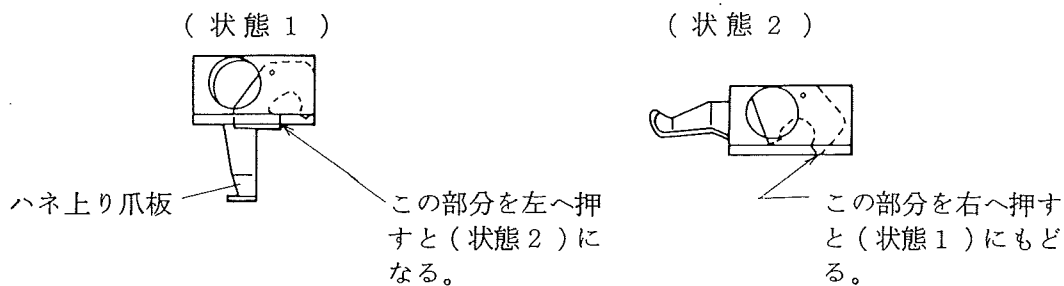 (状態1)
(状態2)
ハネ上り爪板
この部分を左へ押
すと(状態2)に
なる。
この部分を右へ押す
と(状態1)にもど
る。